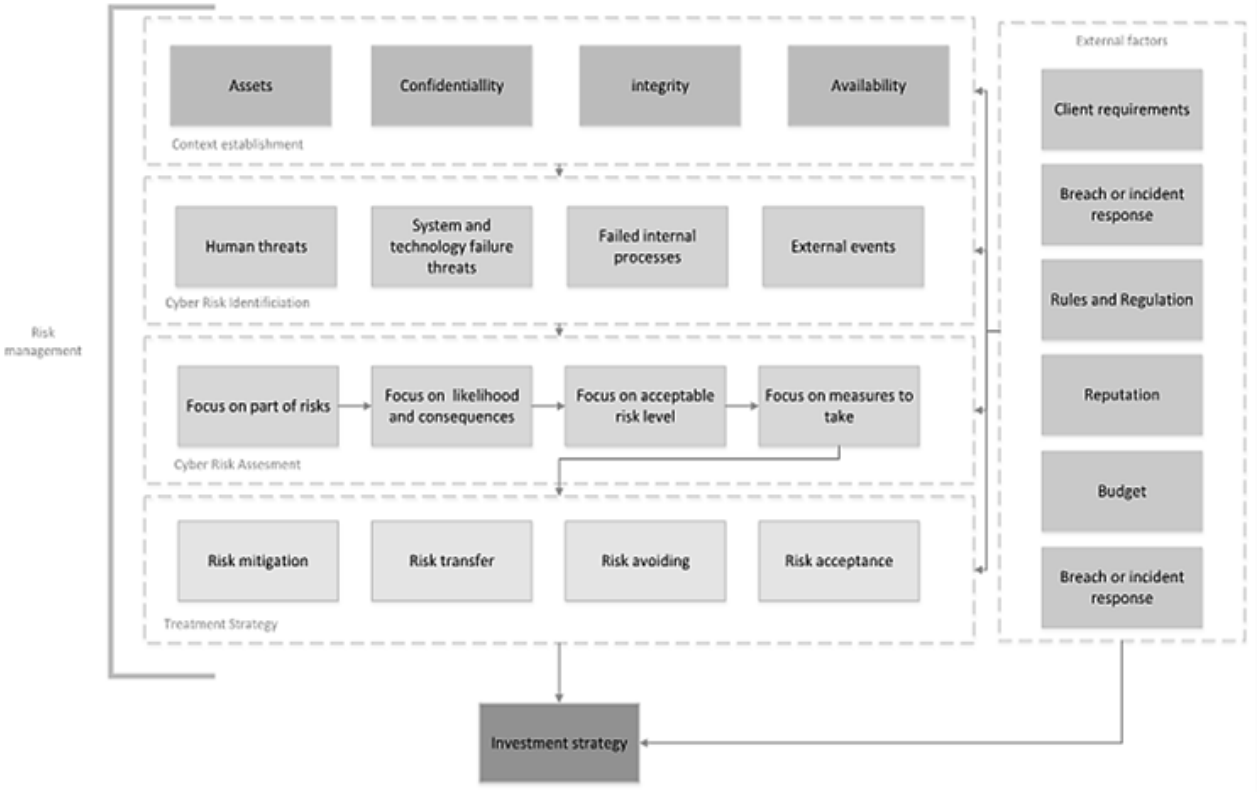 Assets
Confidentiallity
integrity
Availability
Context establishment
Human threats
System and
technology failure
threats
Failed internal
processes
External events
Cyber Risk Identificiation
Risk
management
Focus on part of risks
Focus on likelihood
and consequences
Focus on acceptable
risk level
Focus on measures to
take
Cyber Risk Assesment
Risk mitigation
Risk transfer
Risk avoiding
Risk acceptance
Treatment Strategy
Investment strategy
External factors
Client requirements
Breach or incident
response
Rules and Regulation
Reputation
Budget
Breach or incident
response